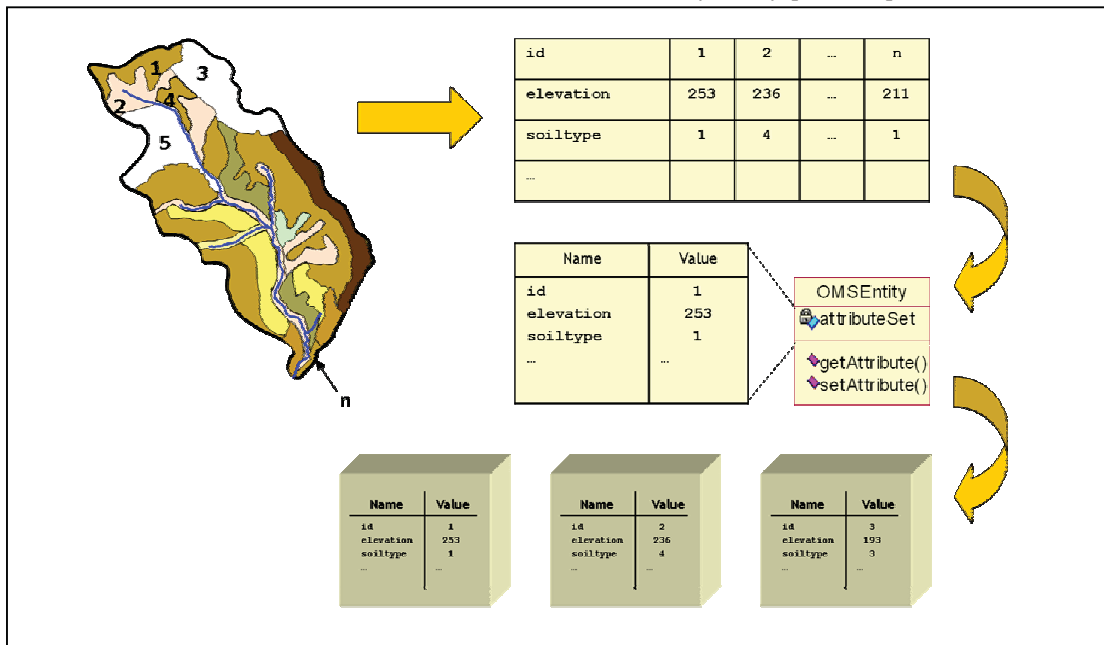 1
3
2
4
5
n
id 1 2 … n
elevation 253 236 … 211
soiltype 1 4 … 1
…
Name Value
id 1
elevation 253
soiltype 1
… …
OMSEntity
attributeSet
getAttribute()
setAttribute()
Name Value
id 1
elevation 253
soiltype 1
… …
Name Value
id 2
elevation 236
soiltype 4
… …
Name Value
id 3
elevation 193
soiltype 3
… …